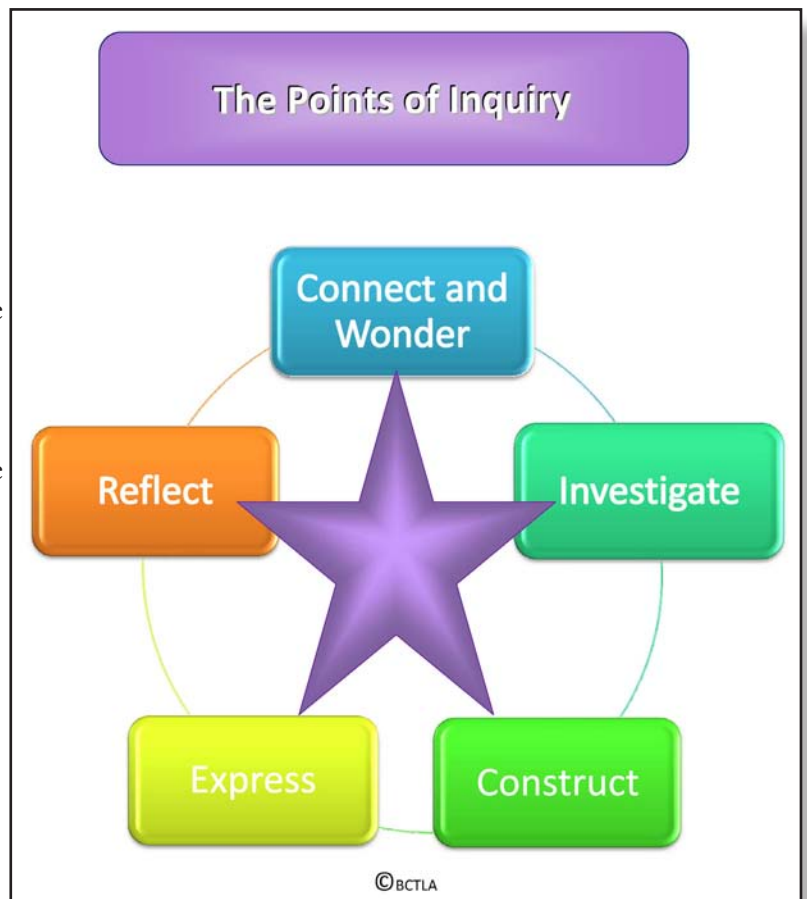 The Points of Inquiry
Connect and
Wonder
Investigate
Construct
Express
Reflect
©BCTLA